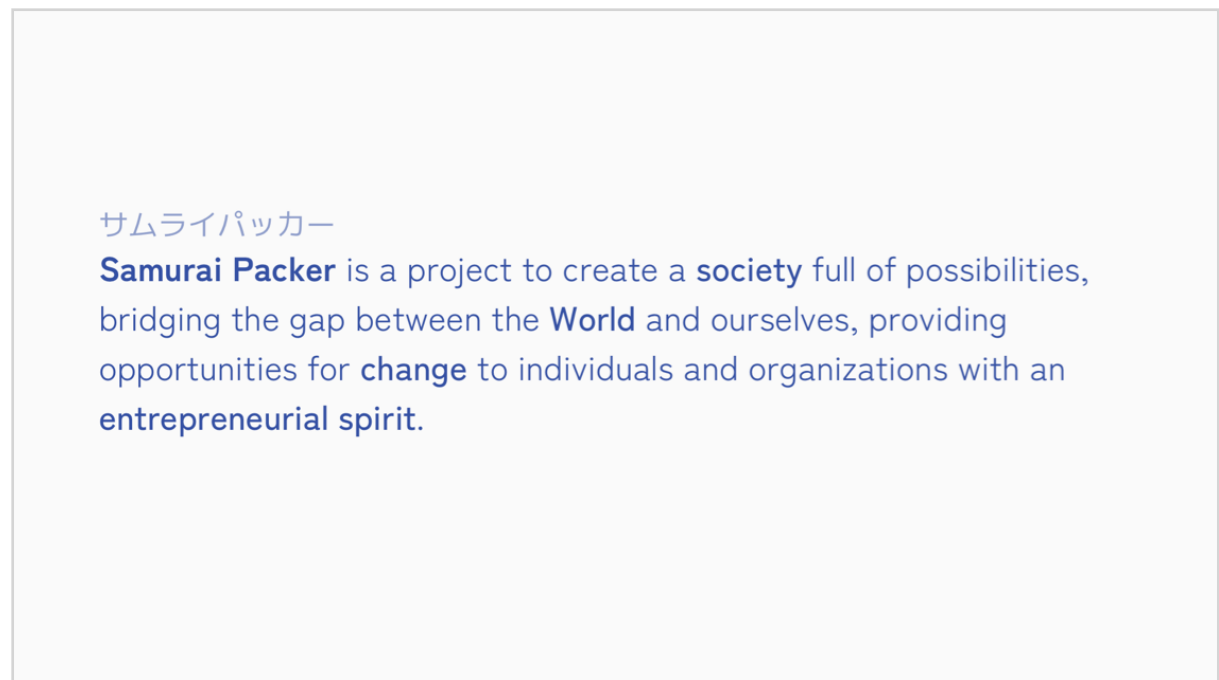 サムライパッカー
Samurai Packer is a project to create a society full of possibilities,
bridging the gap between the World and ourselves, providing
opportunities for change to individuals and organizations with an
entrepreneurial spirit.